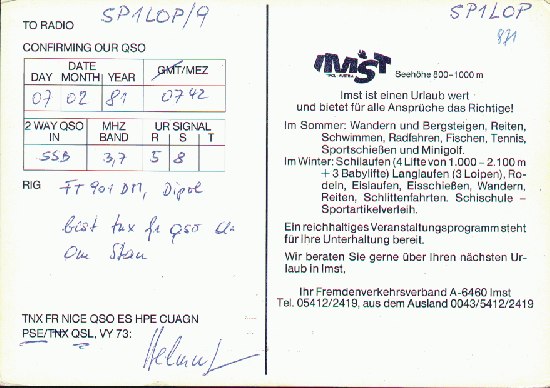 TO RADIO SP1LOP/9
CONFIRMING OUR QSO
DATE
DAY MONTH YEAR GMT/MEZ
07 02 81 0742
2 WAY QSO IN MHZ BAND UR SIGNAL R S T
SSB 3,7 5 8
RIG FT 901 DM, Dipol
best tnx fr qso
om Stan
TNX FR NICE QSO ES HPE CUAGN
PSE/TNX QSL, VY 73:
Helmut
SP1LOP
IMST
TIROL AUSTRIA
Seehöhe 800–1000 m
Imst ist einen Urlaub wert
und bietet für alle Ansprüche das Richtige!
Im Sommer: Wandern und Bergsteigen, Reiten,
Schwimmen, Radfahren, Fischen, Tennis,
Sportschießen und Minigolf.
Im Winter: Schilaufen (4 Lifte von 1.000 – 2.100 m
+ 3 Babylifte) Langlaufen (3 Loipen), Ro-
deln, Eislaufen, Eisschießen, Wandern,
Reiten, Schlittenfahrten. Schischule –
Sportartikelverleih.
Ein reichhaltiges Veranstaltungsprogramm steht
für Ihre Unterhaltung bereit.
Wir beraten Sie gerne über Ihren nächsten Ur-
laub in Imst.
Ihr Fremdenverkehrsverband A-6460 Imst
Tel. 05412/2419, aus dem Ausland 0043/5412/2419